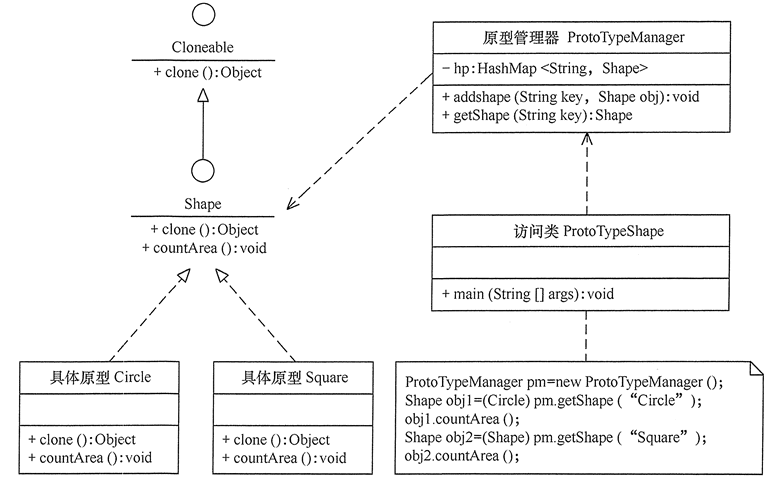 Cloneable
+ clone ():Object
Shape
+ clone ():Object
+ countArea ():void
具体原型 Circle
+ clone ():Object
+ countArea ():void
具体原型 Square
+ clone ():Object
+ countArea ():void
原型管理器 ProtoTypeManager
− hp:HashMap <String, Shape>
+ addshape (String key, Shape obj):void
+ getShape (String key):Shape
访问类 ProtoTypeShape
+ main (String [] args):void
ProtoTypeManager pm=new ProtoTypeManager ();
Shape obj1=(Circle) pm.getShape (“Circle”);
obj1.countArea ();
Shape obj2=(Shape) pm.getShape (“Square”);
obj2.countArea ();